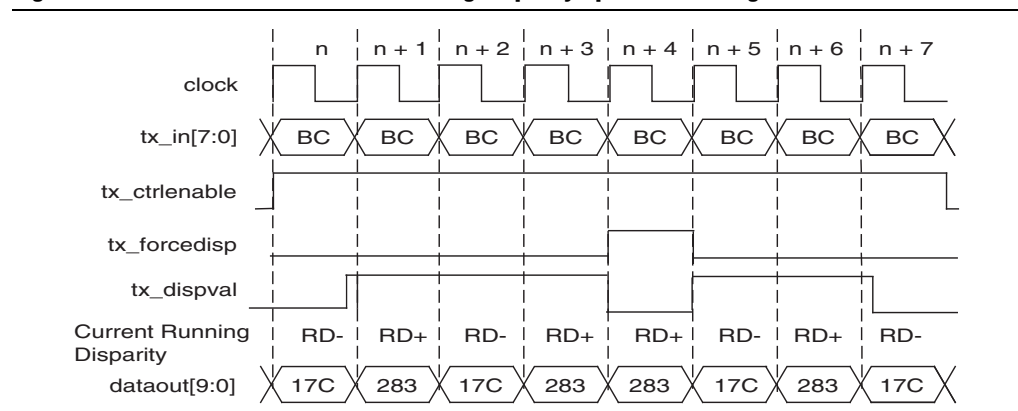 n n + 1 n + 2 n + 3 n + 4 n + 5 n + 6 n + 7
clock
tx_in[7:0] BC BC BC BC BC BC BC BC
tx_ctrlenable
tx_forcedisp
tx_dispval
Current Running
Disparity
RD- RD+ RD- RD+ RD+ RD- RD+ RD-
dataout[9:0] 17C 283 17C 283 283 17C 283 17C